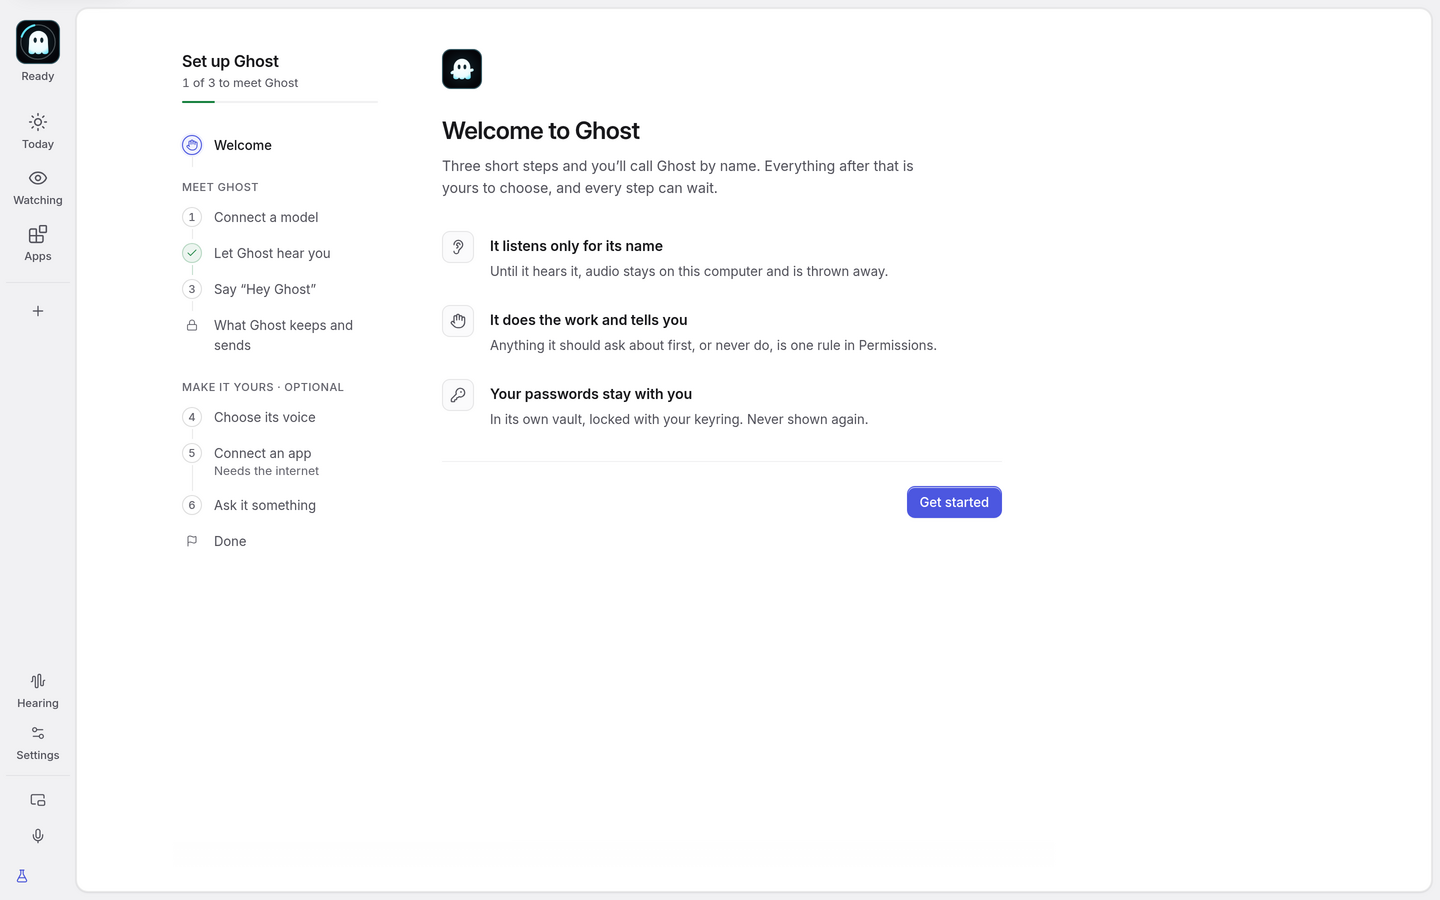 Ready
Today
Watching
Apps
Hearing
Settings
Set up Ghost
1 of 3 to meet Ghost
Welcome
MEET GHOST
1 Connect a model
Let Ghost hear you
3 Say “Hey Ghost”
What Ghost keeps and
sends
MAKE IT YOURS · OPTIONAL
4 Choose its voice
5 Connect an app
Needs the internet
6 Ask it something
Done
Welcome to Ghost
Three short steps and you’ll call Ghost by name. Everything after that is
yours to choose, and every step can wait.
It listens only for its name
Until it hears it, audio stays on this computer and is thrown away.
It does the work and tells you
Anything it should ask about first, or never do, is one rule in Permissions.
Your passwords stay with you
In its own vault, locked with your keyring. Never shown again.
Get started